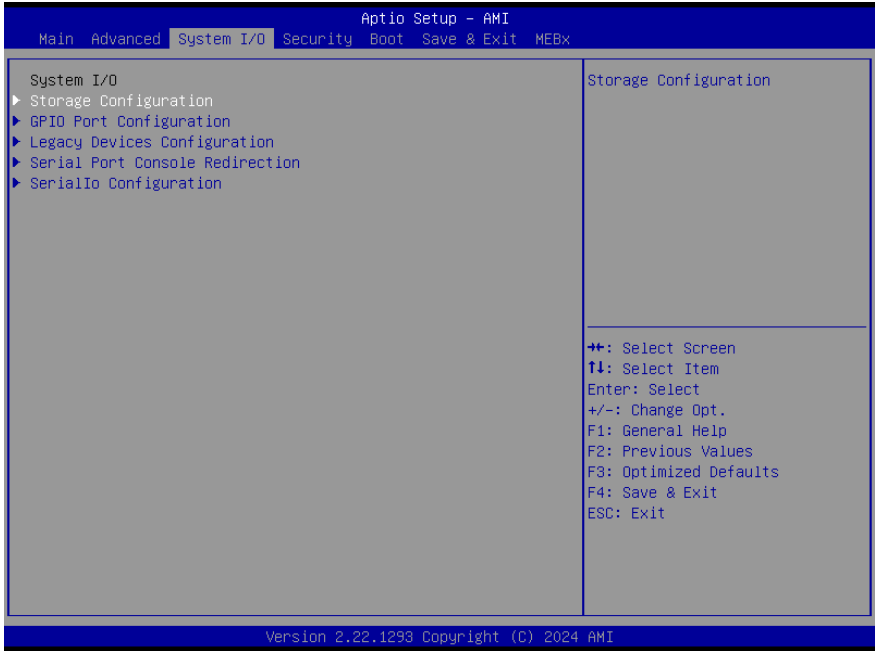 Aptio Setup – AMI
Main Advanced System I/O Security Boot Save & Exit MEBx
System I/O
Storage Configuration
GPIO Port Configuration
Legacy Devices Configuration
Serial Port Console Redirection
SerialIo Configuration
Storage Configuration
→←: Select Screen
↑↓: Select Item
Enter: Select
+/-: Change Opt.
F1: General Help
F2: Previous Values
F3: Optimized Defaults
F4: Save & Exit
ESC: Exit
Version 2.22.1293 Copyright (C) 2024 AMI